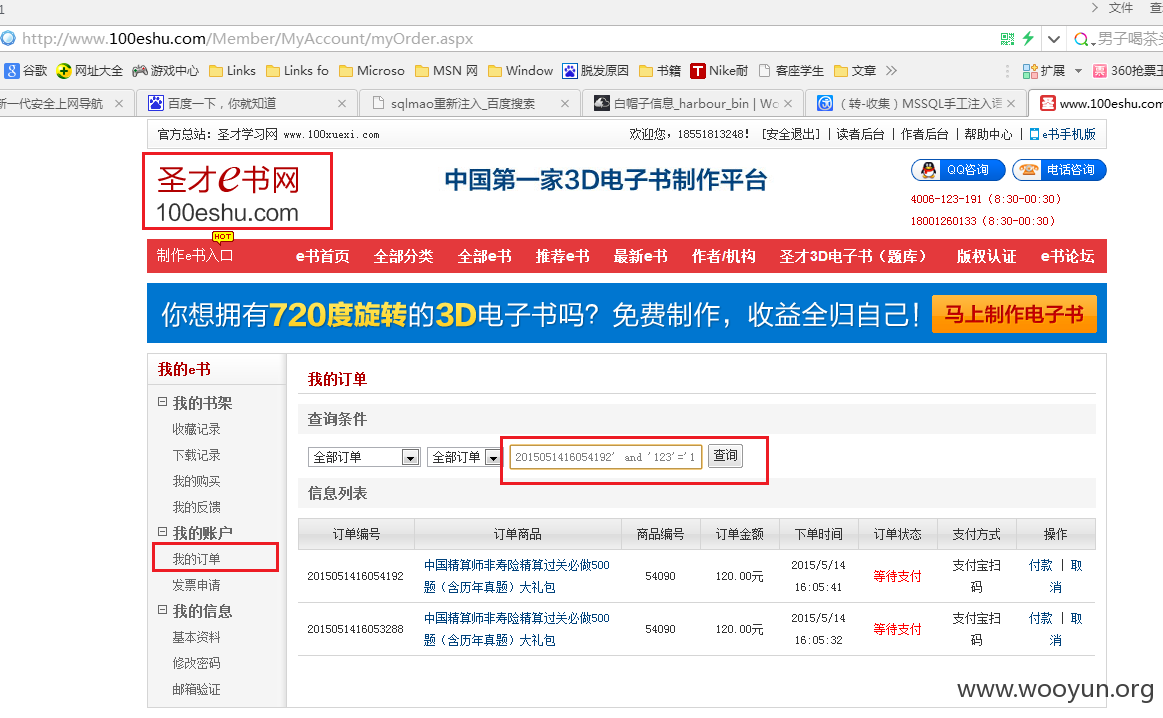 1
文件 查
http://www.100eshu.com/Member/MyAccount/myOrder.aspx 男子喝茶头
谷歌 网址大全 游戏中心 Links Links fo Microso MSN 网 Window 脱发原因 书籍 Nike耐 客座学生 文章 扩展 360抢票王
新一代安全上网导航 百度一下，你就知道 sqlmao重新注入_百度搜索 白帽子信息_harbour_bin | Wo （转-收集）MSSQL手工注入语 www.100eshu.com
官方总站：圣才学习网 www.100xuexi.com 欢迎您，18551813248！ [安全退出] | 读者后台 | 作者后台 | 帮助中心 | e书手机版
圣才e书网
100eshu.com
中国第一家3D电子书制作平台
QQ咨询 电话咨询
4006-123-191（8:30-00:30）
18001260133（8:30-00:30）
HOT
制作e书入口 e书首页 全部分类 全部e书 推荐e书 最新e书 作者/机构 圣才3D电子书（题库） 版权认证 e书论坛
你想拥有720度旋转的3D电子书吗？免费制作，收益全归自己！ 马上制作电子书
我的e书
我的书架
收藏记录
下载记录
我的购买
我的反馈
我的账户
我的订单
发票申请
我的信息
基本资料
修改密码
邮箱验证
我的订单
查询条件
全部订单 全部订单 2015051416054192' and '123'='1 查询
信息列表
订单编号 订单商品 商品编号 订单金额 下单时间 订单状态 支付方式 操作
2015051416054192 中国精算师非寿险精算过关必做500 54090 120.00元 2015/5/14 等待支付 支付宝扫 付款 | 取
题（含历年真题）大礼包 16:05:41 码 消
2015051416053288 中国精算师非寿险精算过关必做500 54090 120.00元 2015/5/14 等待支付 支付宝扫 付款 | 取
题（含历年真题）大礼包 16:05:32 码 消
www.wooyun.org